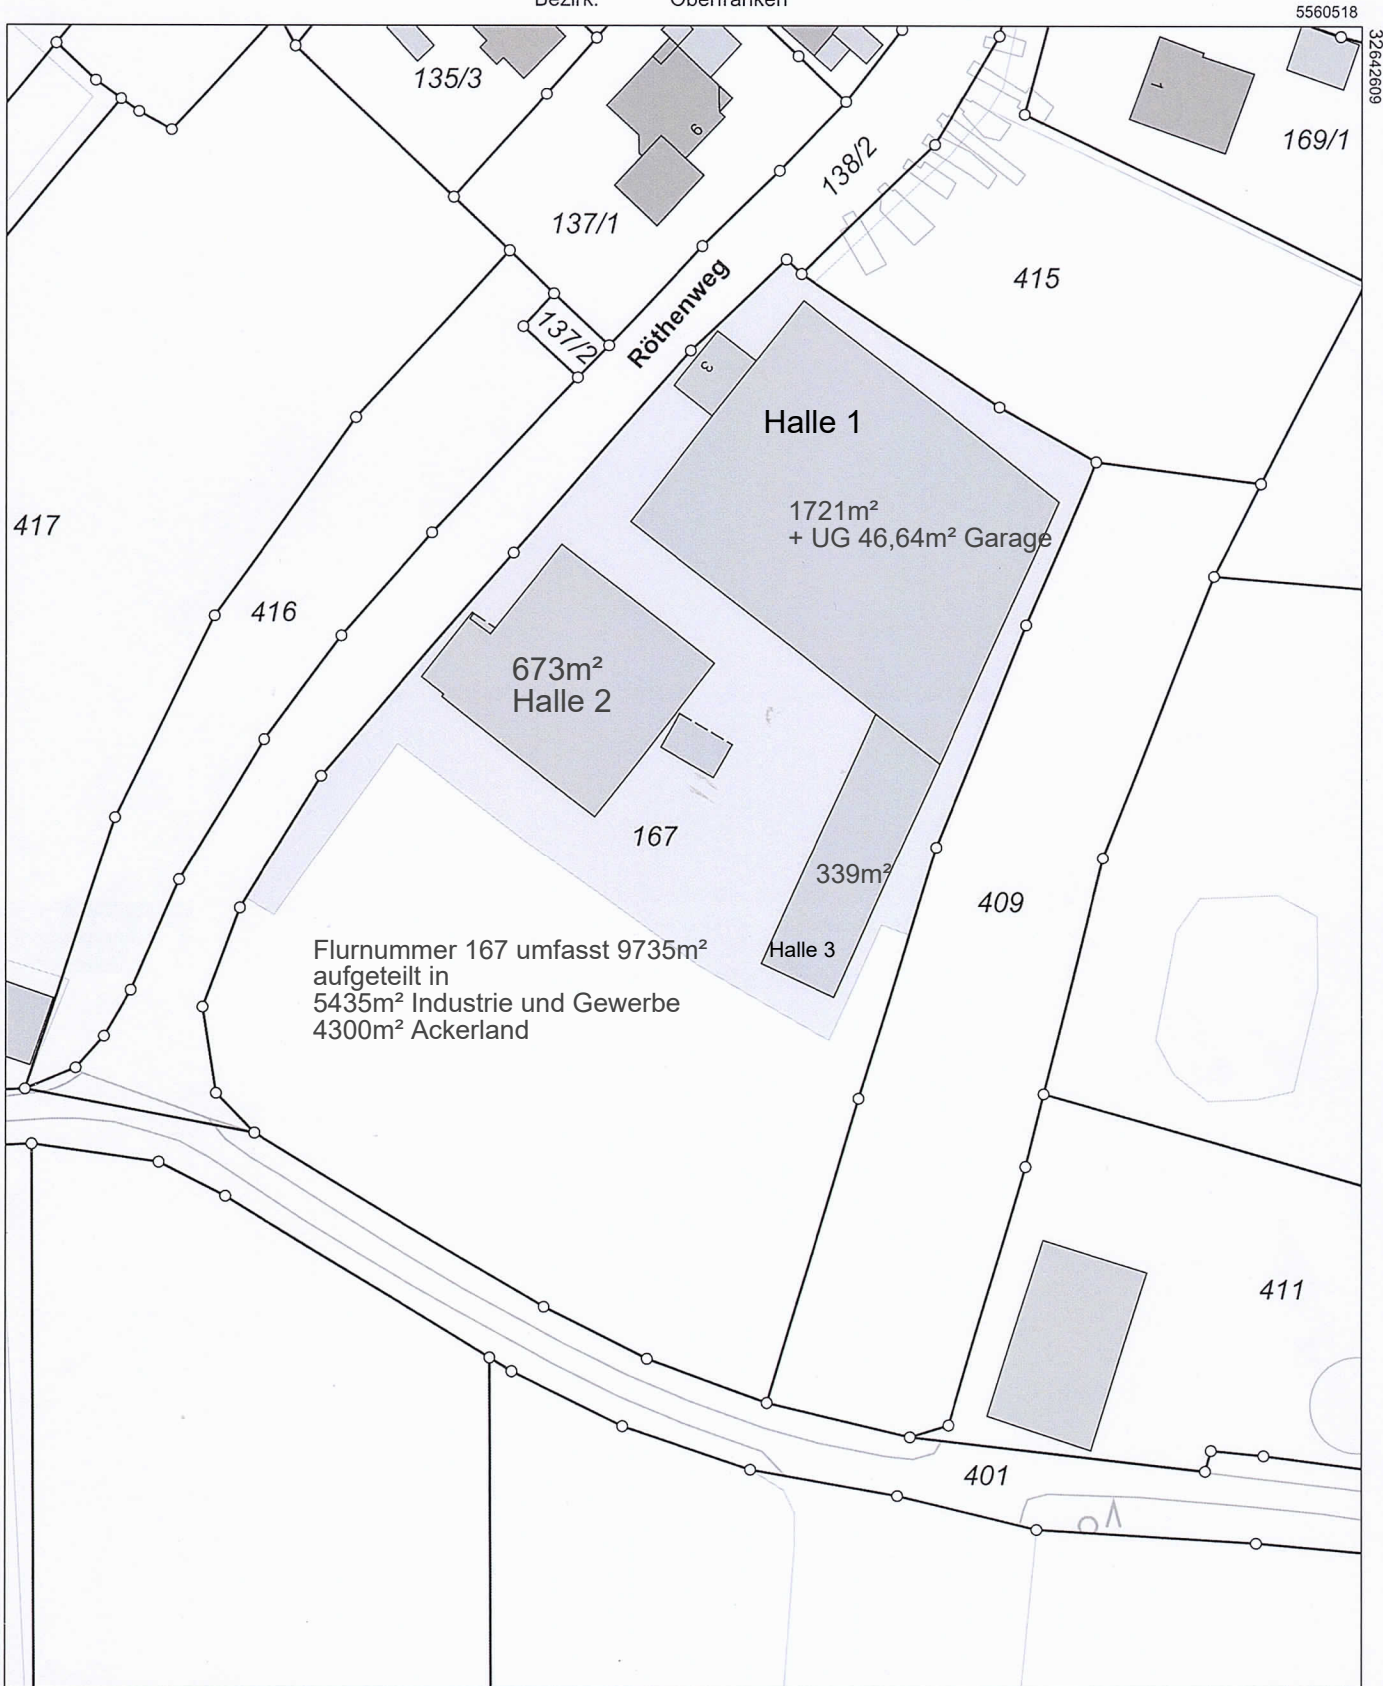 Bezirk: Oberfranken
5560518
32642609
135/3
1
169/1
9
138/2
137/1
415
Röthenweg
137/2
3
Halle 1
1721m²
+ UG 46,64m² Garage
417
416
673m²
Halle 2
167
339m²
409
Halle 3
Flurnummer 167 umfasst 9735m²
aufgeteilt in
5435m² Industrie und Gewerbe
4300m² Ackerland
411
401